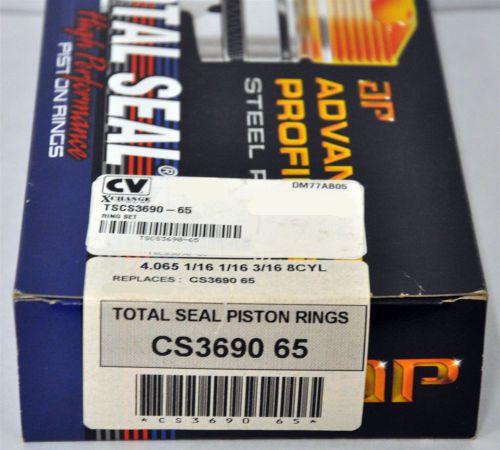 TAL SEAL®
High Performance
PISTON RINGS
AP
ADVAN
PROFI
STEEL
CV
XCHANGE
DM77AB05
TSCS3690-65
RING SET
TSCS3690-65
4.065 1/16 1/16 3/16 8CYL
REPLACES : CS3690 65
TOTAL SEAL PISTON RINGS
CS3690 65
*CS3690 65*
AP